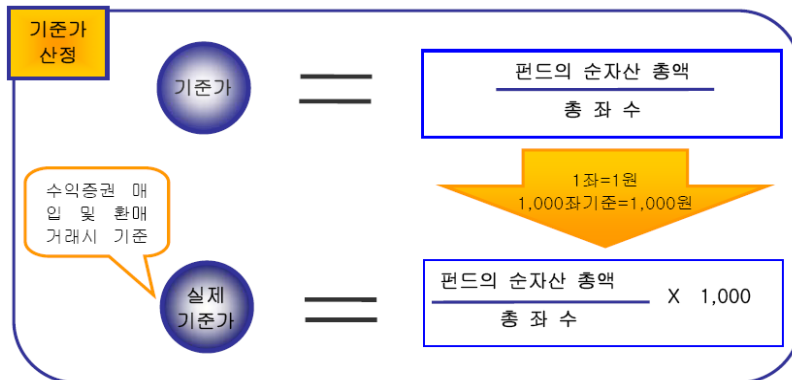 기준가
산정
기준가
펀드의 순자산 총액
총 좌 수
1좌=1원
1,000좌기준=1,000원
수익증권 매
입 및 환매
거래시 기준
실제
기준가
펀드의 순자산 총액
총 좌 수
X 1,000